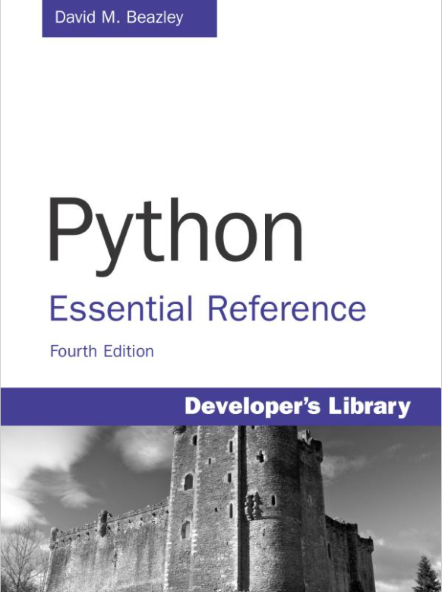 David M. Beazley
Python
Essential Reference
Fourth Edition
Developer's Library